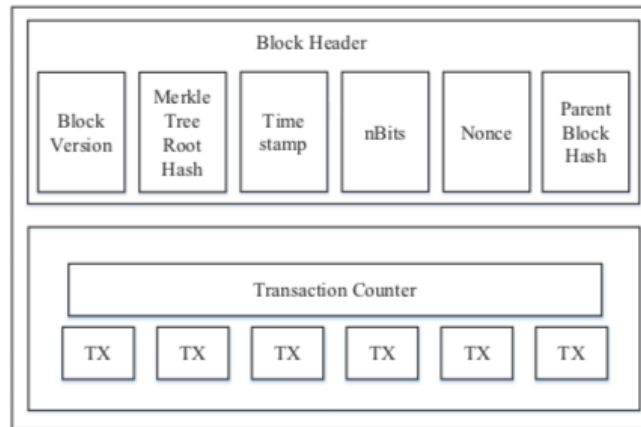 Block Header
Block
Version
Merkle
Tree
Root
Hash
Time
stamp
nBits
Nonce
Parent
Block
Hash
Transaction Counter
TX
TX
TX
TX
TX
TX